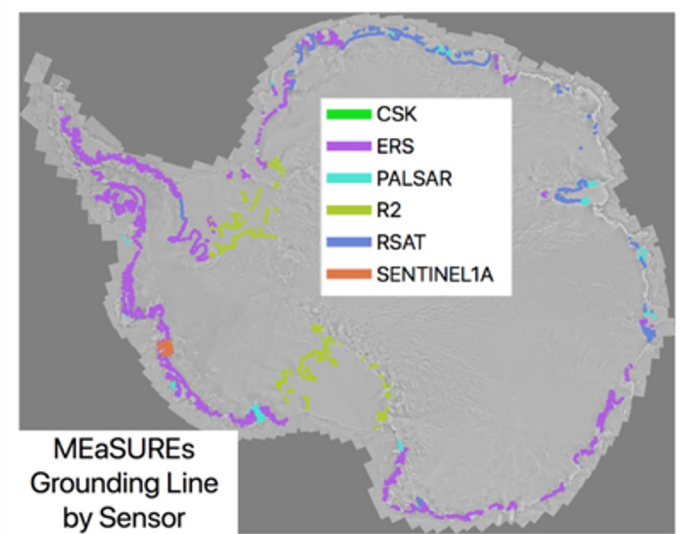 CSK
ERS
PALSAR
R2
RSAT
SENTINEL1A
MEaSUREs
Grounding Line
by Sensor